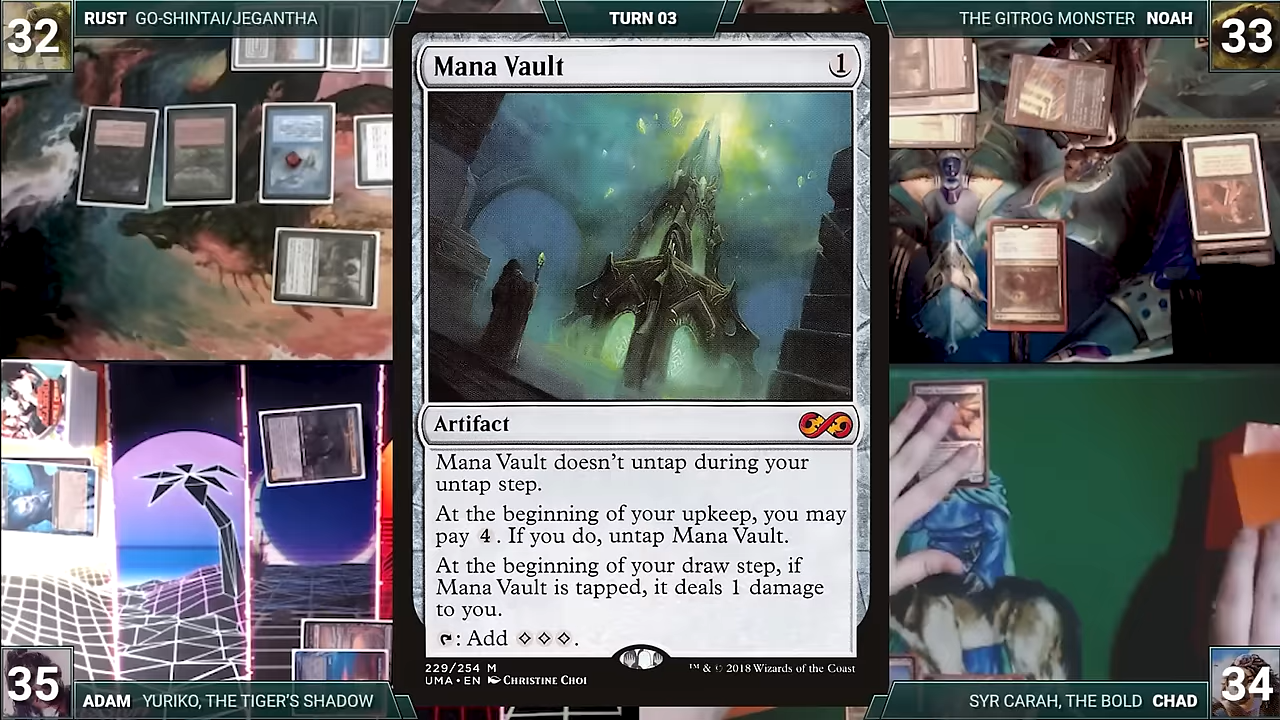 32
RUST GO-SHINTAI/JEGANTHA
TURN 03
THE GITROG MONSTER NOAH
33
Mana Vault 1
Artifact
Mana Vault doesn't untap during your
untap step.
At the beginning of your upkeep, you may
pay 4. If you do, untap Mana Vault.
At the beginning of your draw step, if
Mana Vault is tapped, it deals 1 damage
to you.
: Add .
229/254 M
UMA • EN CHRISTINE CHOI
™ & © 2018 Wizards of the Coast
35
ADAM YURIKO, THE TIGER'S SHADOW
SYR CARAH, THE BOLD CHAD
34